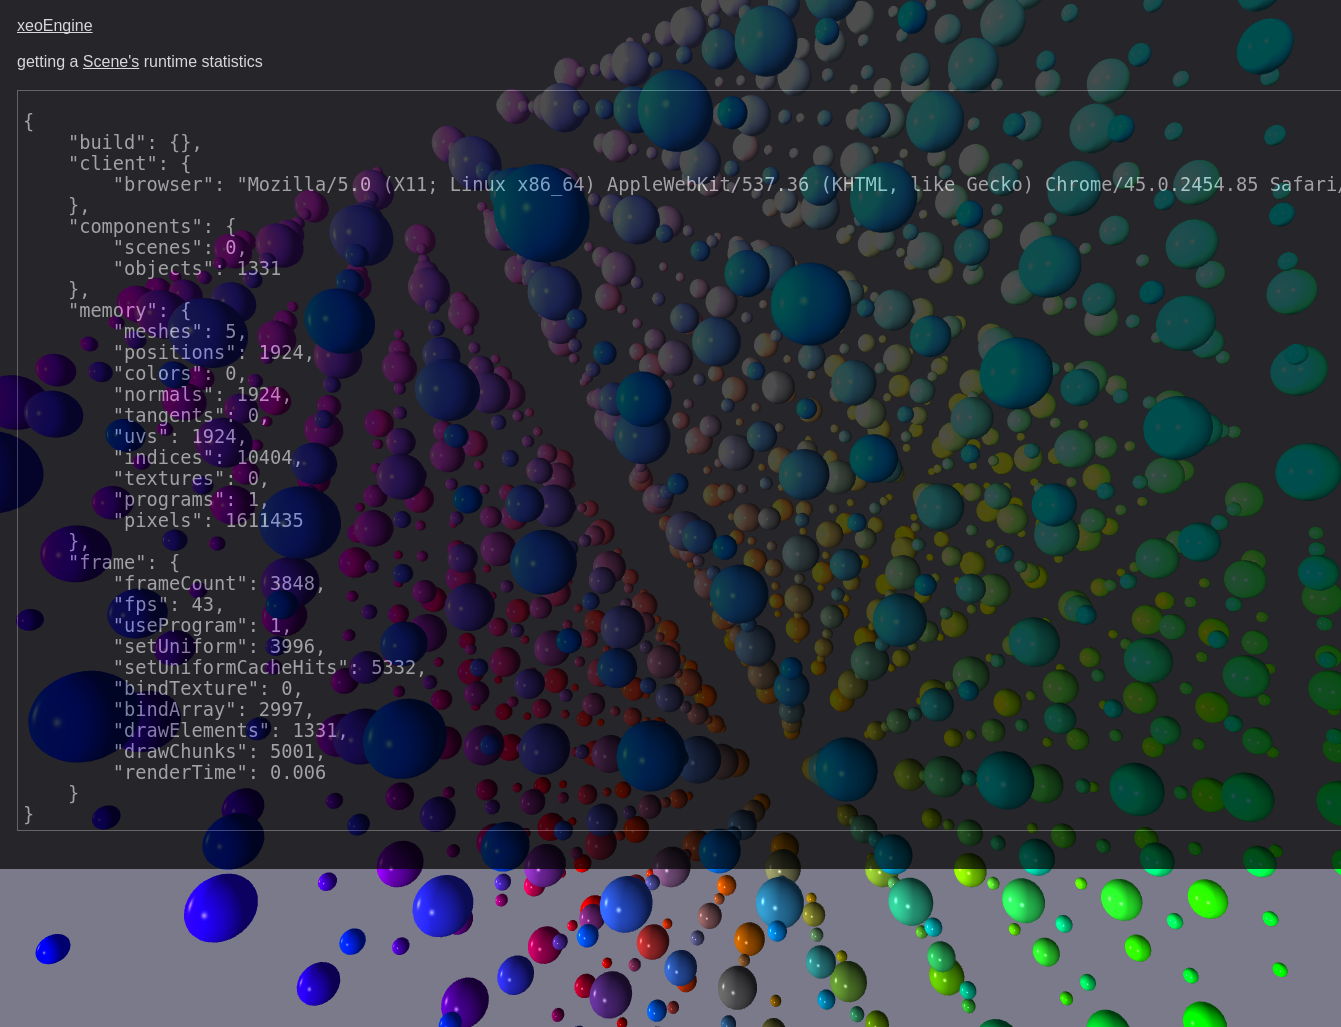 xeoEngine
getting a Scene's runtime statistics
{
    "build": {},
    "client": {
        "browser": "Mozilla/5.0 (X11; Linux x86_64) AppleWebKit/537.36 (KHTML, like Gecko) Chrome/45.0.2454.85 Safari/
    },
    "components": {
        "scenes": 0,
        "objects": 1331
    },
    "memory": {
        "meshes": 5,
        "positions": 1924,
        "colors": 0,
        "normals": 1924,
        "tangents": 0,
        "uvs": 1924,
        "indices": 10404,
        "textures": 0,
        "programs": 1,
        "pixels": 1611435
    },
    "frame": {
        "frameCount": 3848,
        "fps": 43,
        "useProgram": 1,
        "setUniform": 3996,
        "setUniformCacheHits": 5332,
        "bindTexture": 0,
        "bindArray": 2997,
        "drawElements": 1331,
        "drawChunks": 5001,
        "renderTime": 0.006
    }
}